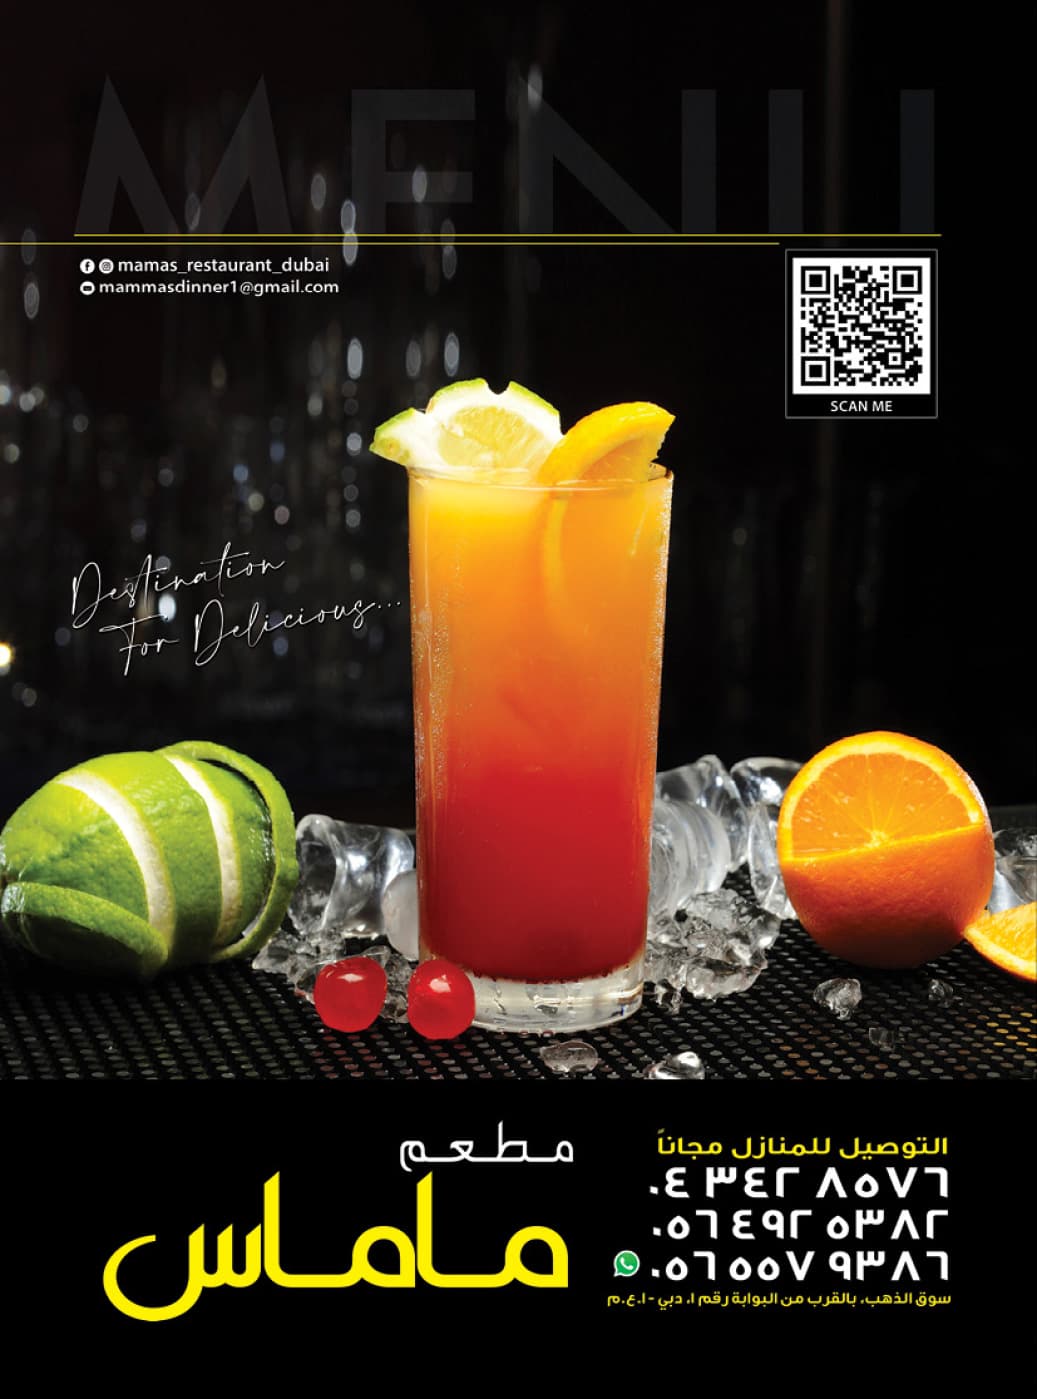 MENU
mamas_restaurant_dubai
mammasdinner1@gmail.com
SCAN ME
Destination
For Delicious...
مطعم
ماماس
التوصيل للمنازل مجاناً
٠٤ ٣٤٢ ٨٥٧٦
٠٥٦ ٤٩٢ ٥٣٨٢
٠٥٦ ٥٥٧ ٩٣٨٦
سوق الذهب، بالقرب من البوابة رقم ١، دبي - ا.ع.م